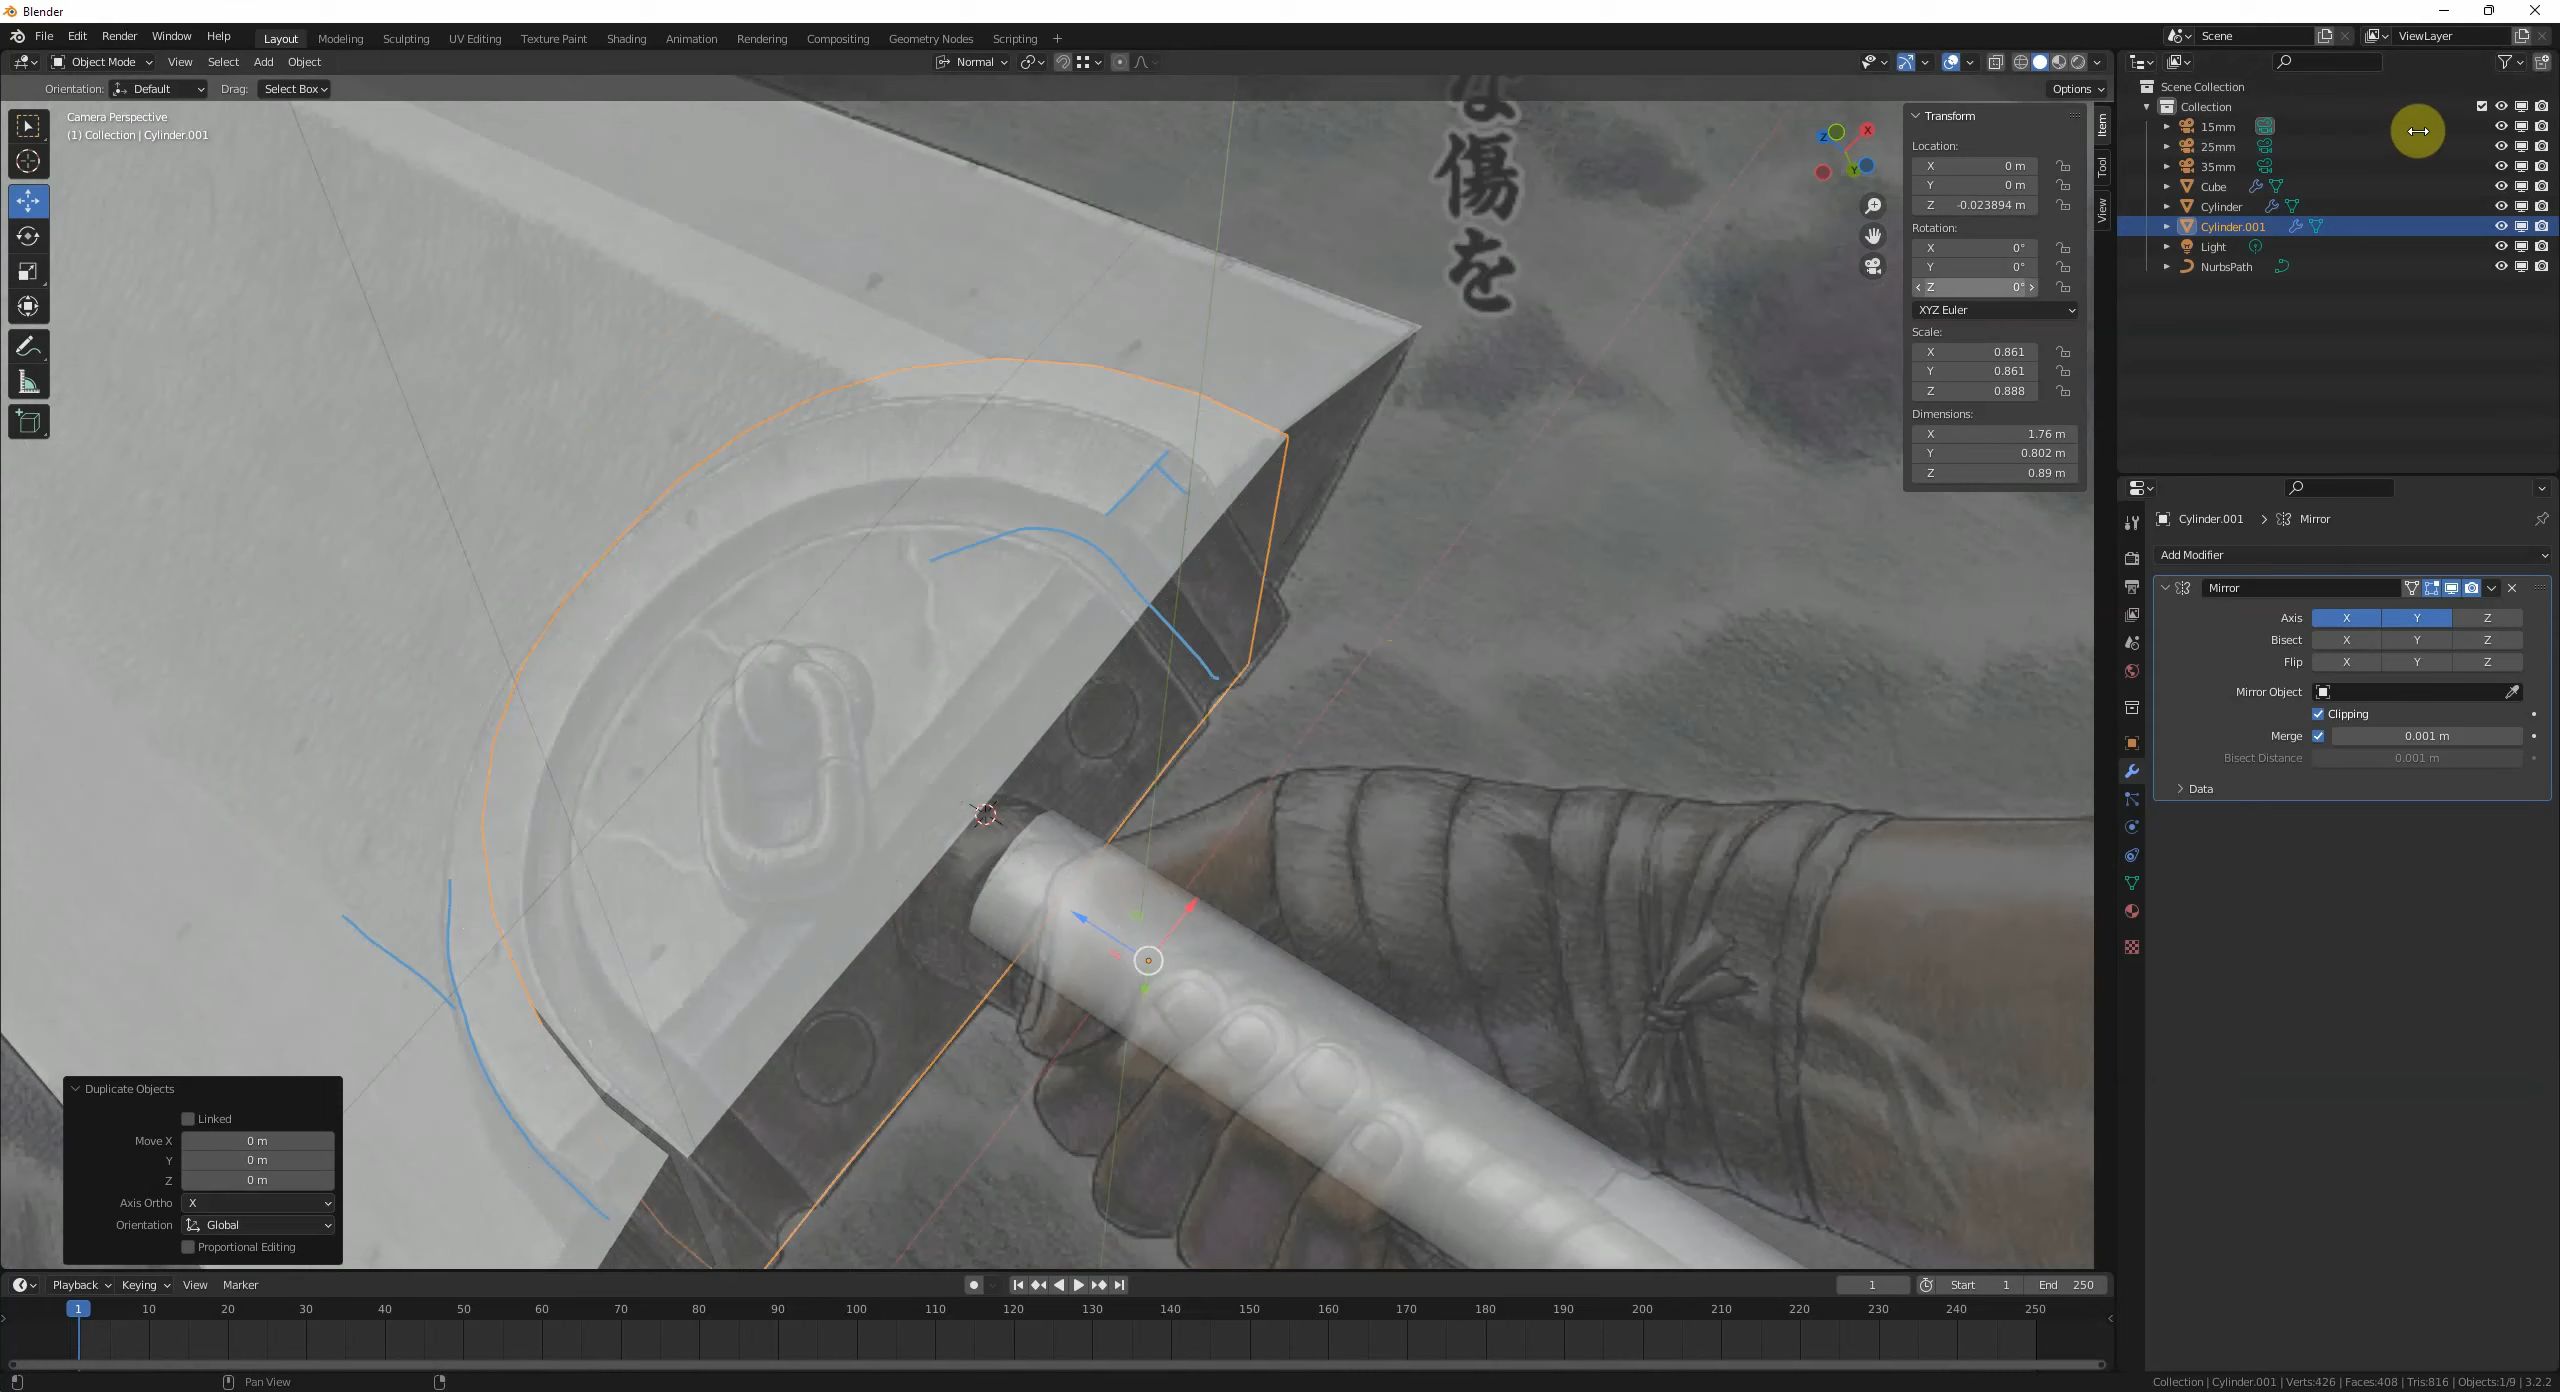 Blender
File Edit Render Window Help
Layout Modeling Sculpting UV Editing Texture Paint Shading Animation Rendering Compositing Geometry Nodes Scripting +
Scene
ViewLayer
Object Mode View Select Add Object
Normal
Orientation: Default Drag: Select Box
Options
Camera Perspective
(1) Collection | Cylinder.001
傷を
Transform
Location:
X 0 m
Y 0 m
Z -0.023894 m
Rotation:
X 0°
Y 0°
Z 0°
XYZ Euler
Scale:
X 0.861
Y 0.861
Z 0.888
Dimensions:
X 1.76 m
Y 0.802 m
Z 0.89 m
Item
Tool
View
X
Y
Z
Scene Collection
Collection
15mm
25mm
35mm
Cube
Cylinder
Cylinder.001
Light
NurbsPath
Cylinder.001 > Mirror
Add Modifier
Mirror
Axis X Y Z
Bisect X Y Z
Flip X Y Z
Mirror Object
Clipping
Merge 0.001 m
Bisect Distance 0.001 m
Data
Duplicate Objects
Linked
Move X 0 m
Y 0 m
Z 0 m
Axis Ortho X
Orientation Global
Proportional Editing
Playback Keying View Marker
1 Start 1 End 250
1 10 20 30 40 50 60 70 80 90 100 110 120 130 140 150 160 170 180 190 200 210 220 230 240 250
Pan View
Collection | Cylinder.001 | Verts:426 | Faces:408 | Tris:816 | Objects:1/9 | 3.2.2